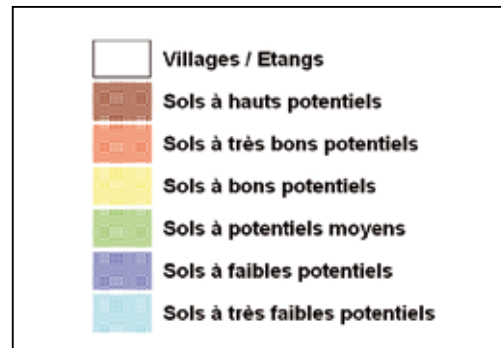 Villages / Etangs
Sols à hauts potentiels
Sols à très bons potentiels
Sols à bons potentiels
Sols à potentiels moyens
Sols à faibles potentiels
Sols à très faibles potentiels